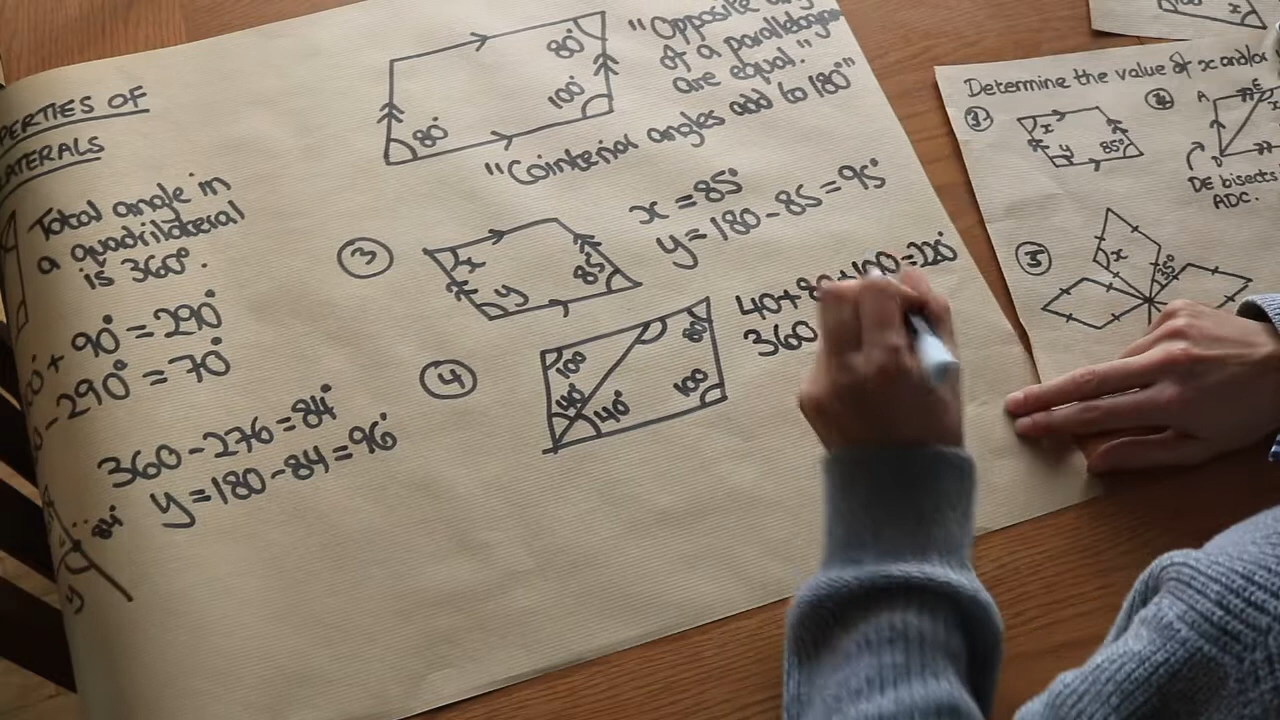 PERTIES OF
LATERALS
Total angle in
a quadrilateral
is 360°.
+ 90° = 290°
- 290° = 70°
360 - 276 = 84°
y = 180 - 84 = 96°
84°
y
80°
100°
80°
"Opposite
of a parallelogram
are equal."
"Cointerior angles add to 180°"
3
x
y
85°
x = 85°
y = 180 - 85 = 95°
4
100°
80°
40°
40°
100°
40 + 80 + 100 = 220°
360
Determine the value of x and/or
3
x
y
85°
4
A
E
x
D
DE bisects
ADC.
5
x
35°
x